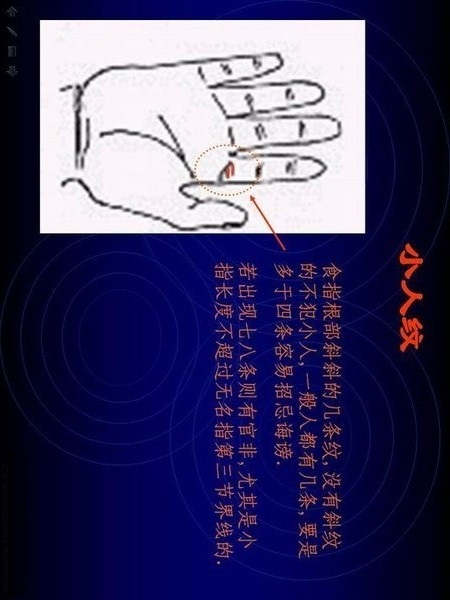 小人纹
食指根部斜斜的几条纹，没有斜纹
的不犯小人，一般人都有几条，要是
多于四条容易招忌诲谤．
若出现七八条则有官非，尤其是小
指长度不超过无名指第三节界线的．